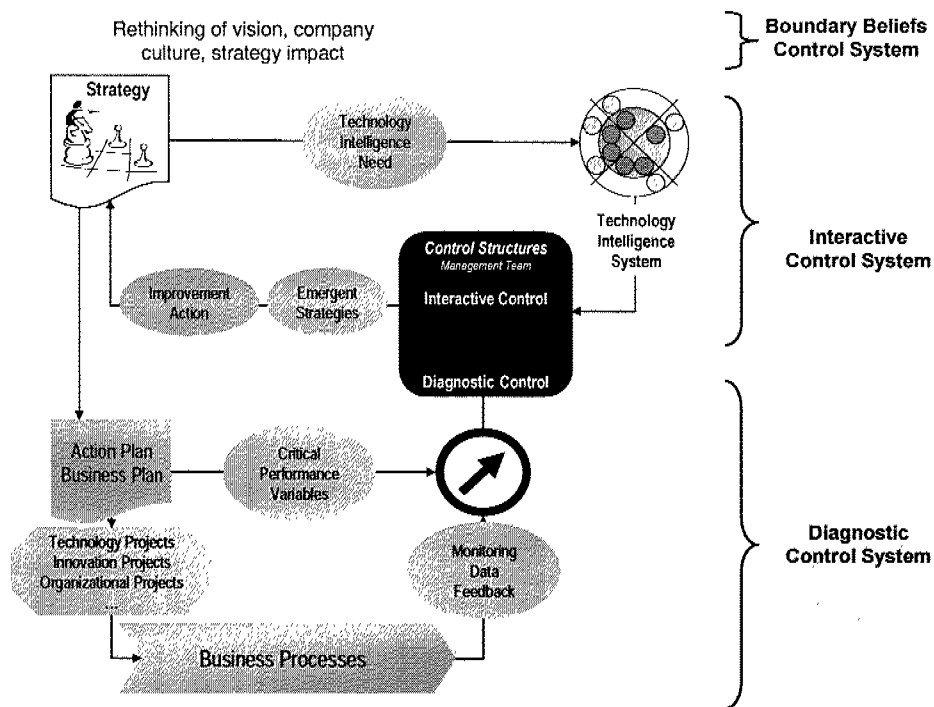 Rethinking of vision, company
culture, strategy impact
Boundary Beliefs
Control System
Strategy
Technology
Intelligence
Need
Technology
Intelligence
System
Interactive
Control System
Control Structures
Management Team
Interactive Control
Diagnostic Control
Improvement
Action
Emergent
Strategies
Action Plan
Business Plan
Critical
Performance
Variables
Technology Projects
Innovation Projects
Organizational Projects
...
Monitoring
Data
Feedback
Diagnostic
Control System
Business Processes